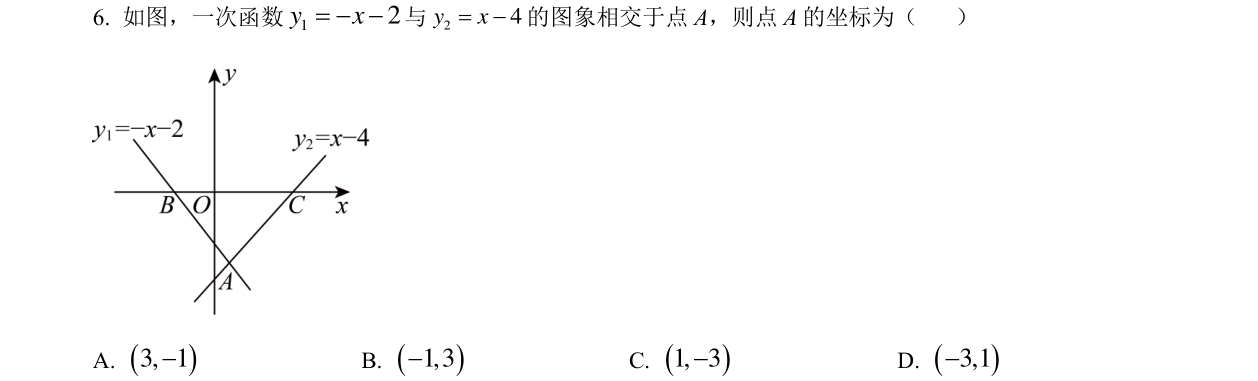 6. 如图，一次函数 y₁ = −x − 2 与 y₂ = x − 4 的图象相交于点 A，则点 A 的坐标为（　　）
y
y₁=−x−2
y₂=x−4
B O C x
A
A. (3,−1) B. (−1,3) C. (1,−3) D. (−3,1)